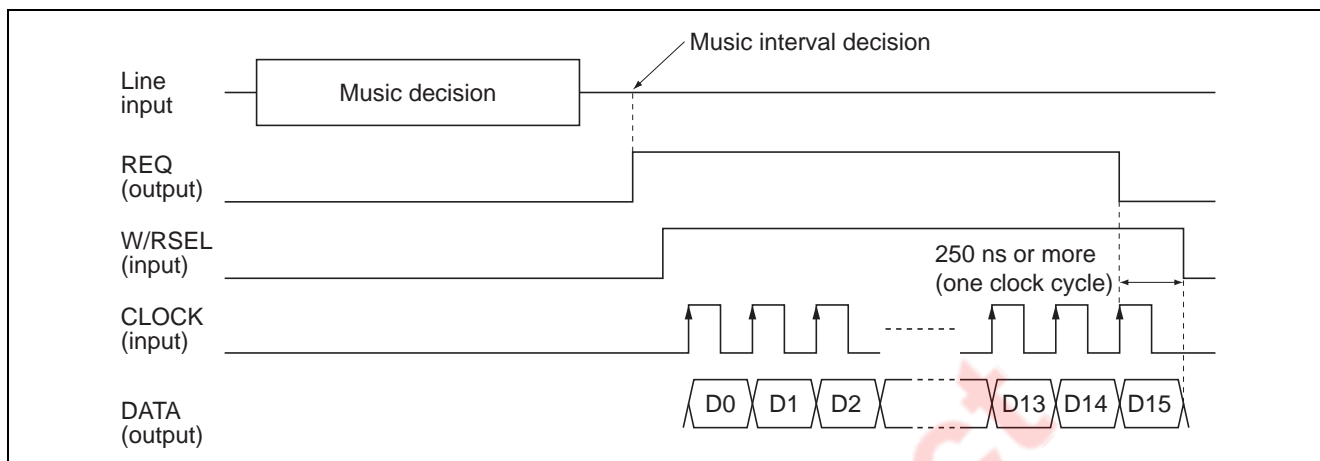 Music interval decision
Line
input
Music decision
REQ
(output)
W/RSEL
(input)
250 ns or more
(one clock cycle)
CLOCK
(input)
DATA
(output)
D0 D1 D2 D13 D14 D15